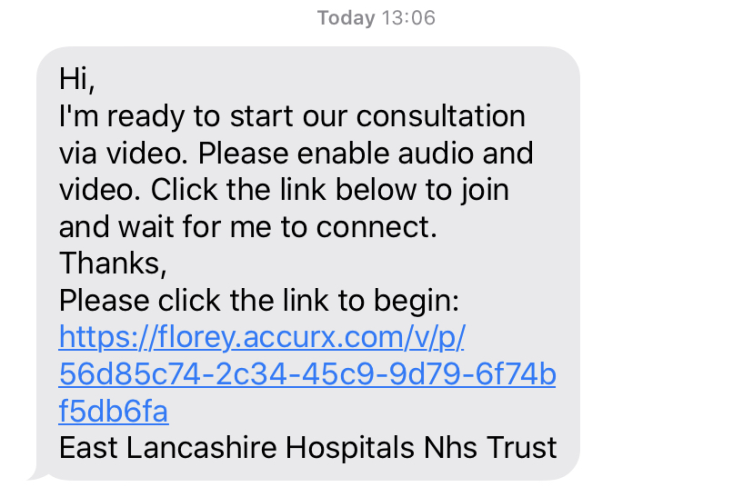 Today 13:06
Hi,
I'm ready to start our consultation
via video. Please enable audio and
video. Click the link below to join
and wait for me to connect.
Thanks,
Please click the link to begin:
https://florey.accurx.com/v/p/
56d85c74-2c34-45c9-9d79-6f74b
f5db6fa
East Lancashire Hospitals Nhs Trust